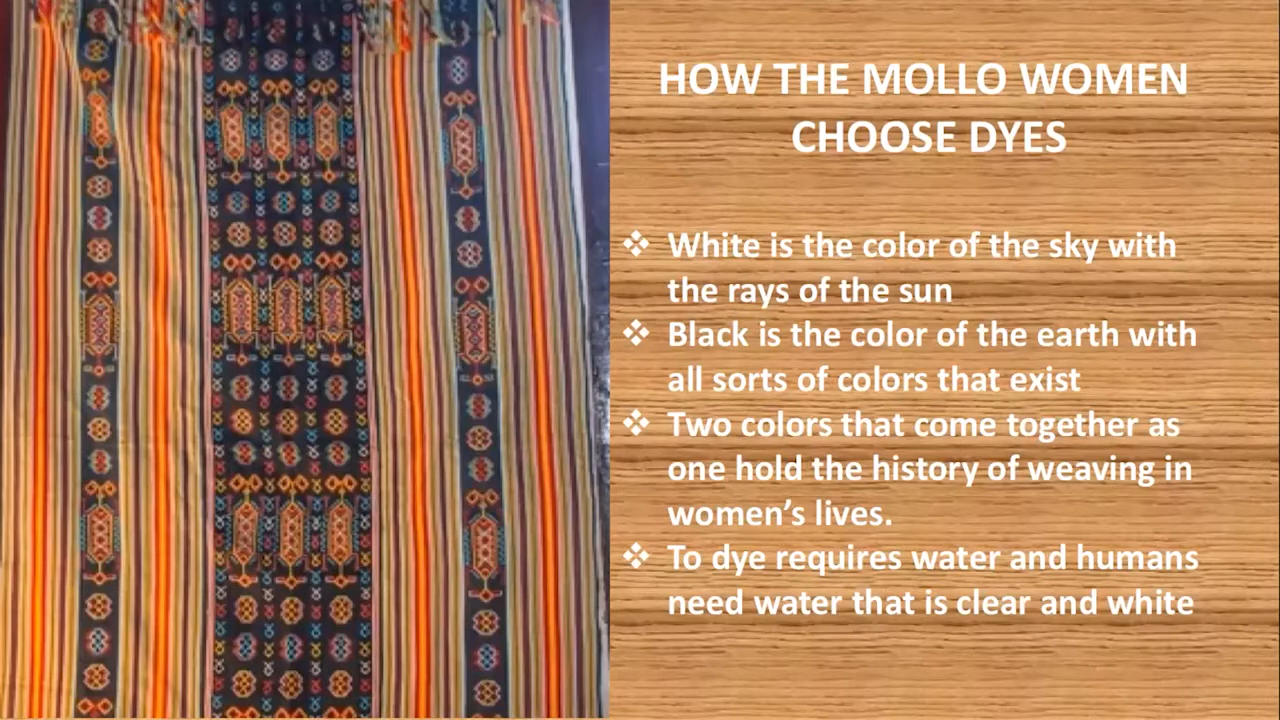 HOW THE MOLLO WOMEN
CHOOSE DYES
❖ White is the color of the sky with
the rays of the sun
❖ Black is the color of the earth with
all sorts of colors that exist
❖ Two colors that come together as
one hold the history of weaving in
women’s lives.
❖ To dye requires water and humans
need water that is clear and white